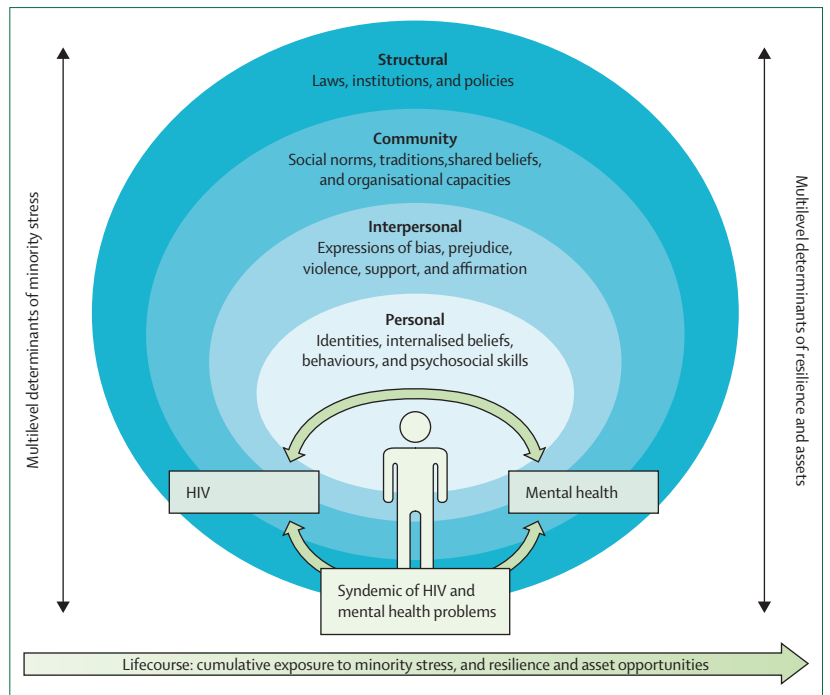 Structural
Laws, institutions, and policies
Community
Social norms, traditions,shared beliefs,
and organisational capacities
Interpersonal
Expressions of bias, prejudice,
violence, support, and affirmation
Personal
Identities, internalised beliefs,
behaviours, and psychosocial skills
Multilevel determinants of minority stress
Multilevel determinants of resilience and assets
HIV
Mental health
Syndemic of HIV and
mental health problems
Lifecourse: cumulative exposure to minority stress, and resilience and asset opportunities